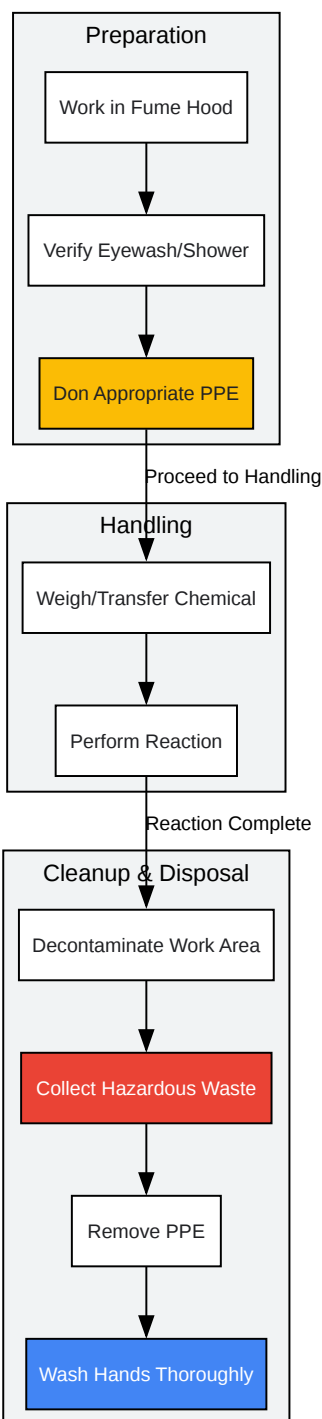 Preparation
Work in Fume Hood
Verify Eyewash/Shower
Don Appropriate PPE
Proceed to Handling
Handling
Weigh/Transfer Chemical
Perform Reaction
Reaction Complete
Cleanup & Disposal
Decontaminate Work Area
Collect Hazardous Waste
Remove PPE
Wash Hands Thoroughly